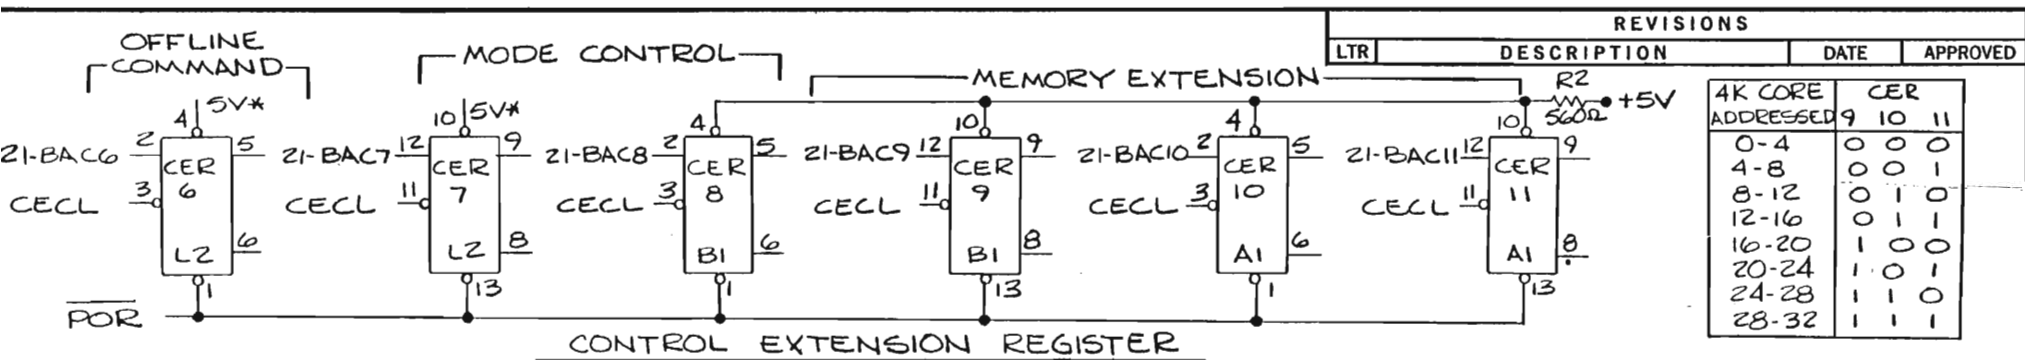 REVISIONS
LTR DESCRIPTION DATE APPROVED
OFFLINE
COMMAND
MODE CONTROL
MEMORY EXTENSION
R2
560Ω
+5V
4 5V*
2 5
21-BAC6
CER
6
3
CECL
L2 6
1
10 5V*
12 9
21-BAC7
CER
7
11
CECL
L2 8
13
4
2 5
21-BAC8
CER
8
3
CECL
B1 6
1
10
12 9
21-BAC9
CER
9
11
CECL
B1 8
13
4
2 5
21-BAC10
CER
10
3
CECL
A1 6
1
10
12 9
21-BAC11
CER
11
11
CECL
A1 8
13
POR
CONTROL EXTENSION REGISTER
4K CORE CER
ADDRESSED 9 10 11
0-4 0 0 0
4-8 0 0 1
8-12 0 1 0
12-16 0 1 1
16-20 1 0 0
20-24 1 0 1
24-28 1 1 0
28-32 1 1 1